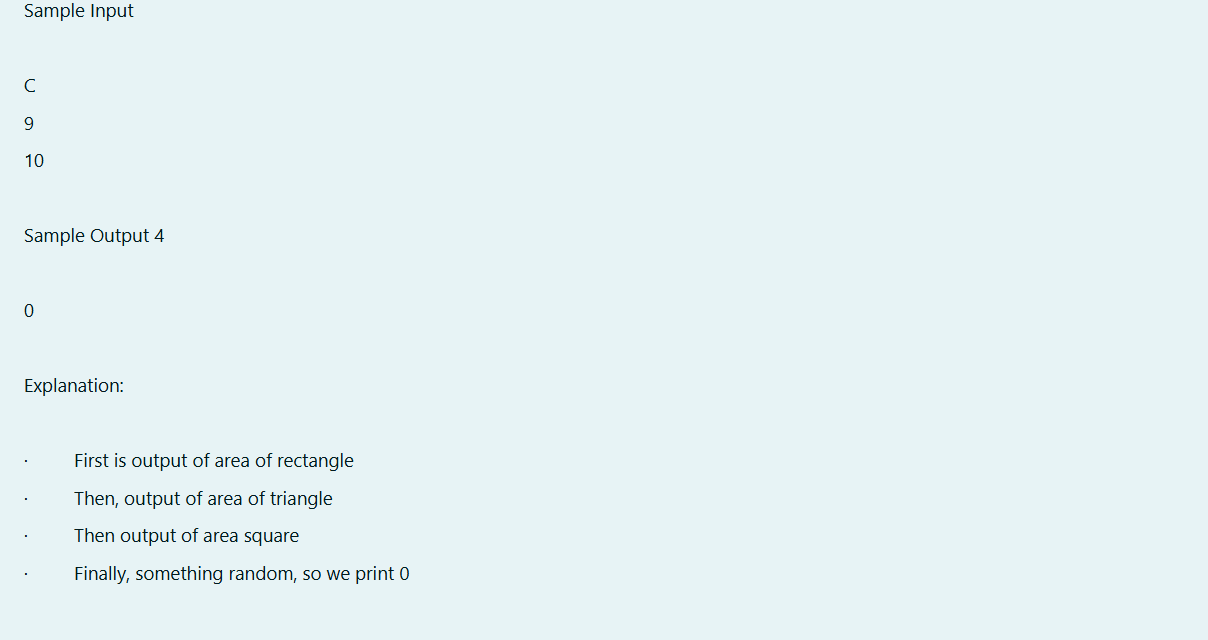 Sample Input
C
9
10
Sample Output 4
0
Explanation:
· First is output of area of rectangle
· Then, output of area of triangle
· Then output of area square
· Finally, something random, so we print 0